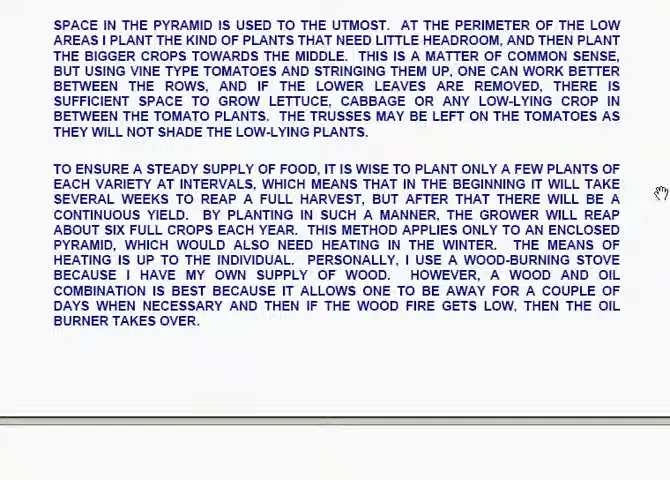 SPACE IN THE PYRAMID IS USED TO THE UTMOST. AT THE PERIMETER OF THE LOW
AREAS I PLANT THE KIND OF PLANTS THAT NEED LITTLE HEADROOM, AND THEN PLANT
THE BIGGER CROPS TOWARDS THE MIDDLE. THIS IS A MATTER OF COMMON SENSE,
BUT USING VINE TYPE TOMATOES AND STRINGING THEM UP, ONE CAN WORK BETTER
BETWEEN THE ROWS, AND IF THE LOWER LEAVES ARE REMOVED, THERE IS
SUFFICIENT SPACE TO GROW LETTUCE, CABBAGE OR ANY LOW-LYING CROP IN
BETWEEN THE TOMATO PLANTS. THE TRUSSES MAY BE LEFT ON THE TOMATOES AS
THEY WILL NOT SHADE THE LOW-LYING PLANTS.
TO ENSURE A STEADY SUPPLY OF FOOD, IT IS WISE TO PLANT ONLY A FEW PLANTS OF
EACH VARIETY AT INTERVALS, WHICH MEANS THAT IN THE BEGINNING IT WILL TAKE
SEVERAL WEEKS TO REAP A FULL HARVEST, BUT AFTER THAT THERE WILL BE A
CONTINUOUS YIELD. BY PLANTING IN SUCH A MANNER, THE GROWER WILL REAP
ABOUT SIX FULL CROPS EACH YEAR. THIS METHOD APPLIES ONLY TO AN ENCLOSED
PYRAMID, WHICH WOULD ALSO NEED HEATING IN THE WINTER. THE MEANS OF
HEATING IS UP TO THE INDIVIDUAL. PERSONALLY, I USE A WOOD-BURNING STOVE
BECAUSE I HAVE MY OWN SUPPLY OF WOOD. HOWEVER, A WOOD AND OIL
COMBINATION IS BEST BECAUSE IT ALLOWS ONE TO BE AWAY FOR A COUPLE OF
DAYS WHEN NECESSARY AND THEN IF THE WOOD FIRE GETS LOW, THEN THE OIL
BURNER TAKES OVER.